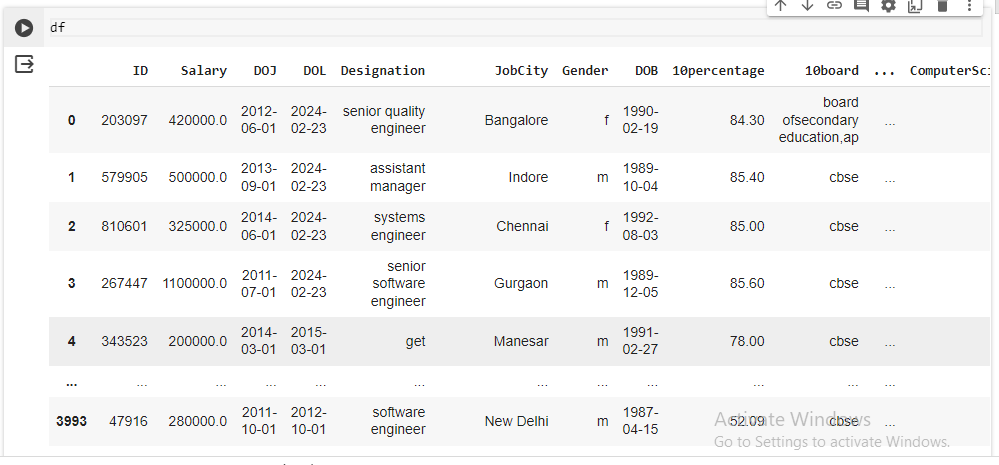 df
ID Salary DOJ DOL Designation JobCity Gender DOB 10percentage 10board ... ComputerSci
0 203097 420000.0 2012-06-01 2024-02-23 senior quality engineer Bangalore f 1990-02-19 84.30 board ofsecondary education,ap ...
1 579905 500000.0 2013-09-01 2024-02-23 assistant manager Indore m 1989-10-04 85.40 cbse ...
2 810601 325000.0 2014-06-01 2024-02-23 systems engineer Chennai f 1992-08-03 85.00 cbse ...
3 267447 1100000.0 2011-07-01 2024-02-23 senior software engineer Gurgaon m 1989-12-05 85.60 cbse ...
4 343523 200000.0 2014-03-01 2015-03-01 get Manesar m 1991-02-27 78.00 cbse ...
... ... ... ... ... ... ... ... ... ... ... ...
3993 47916 280000.0 2011-10-01 2012-10-01 software engineer New Delhi m 1987-04-15 52.09 cbse ...
Activate Windows
Go to Settings to activate Windows.